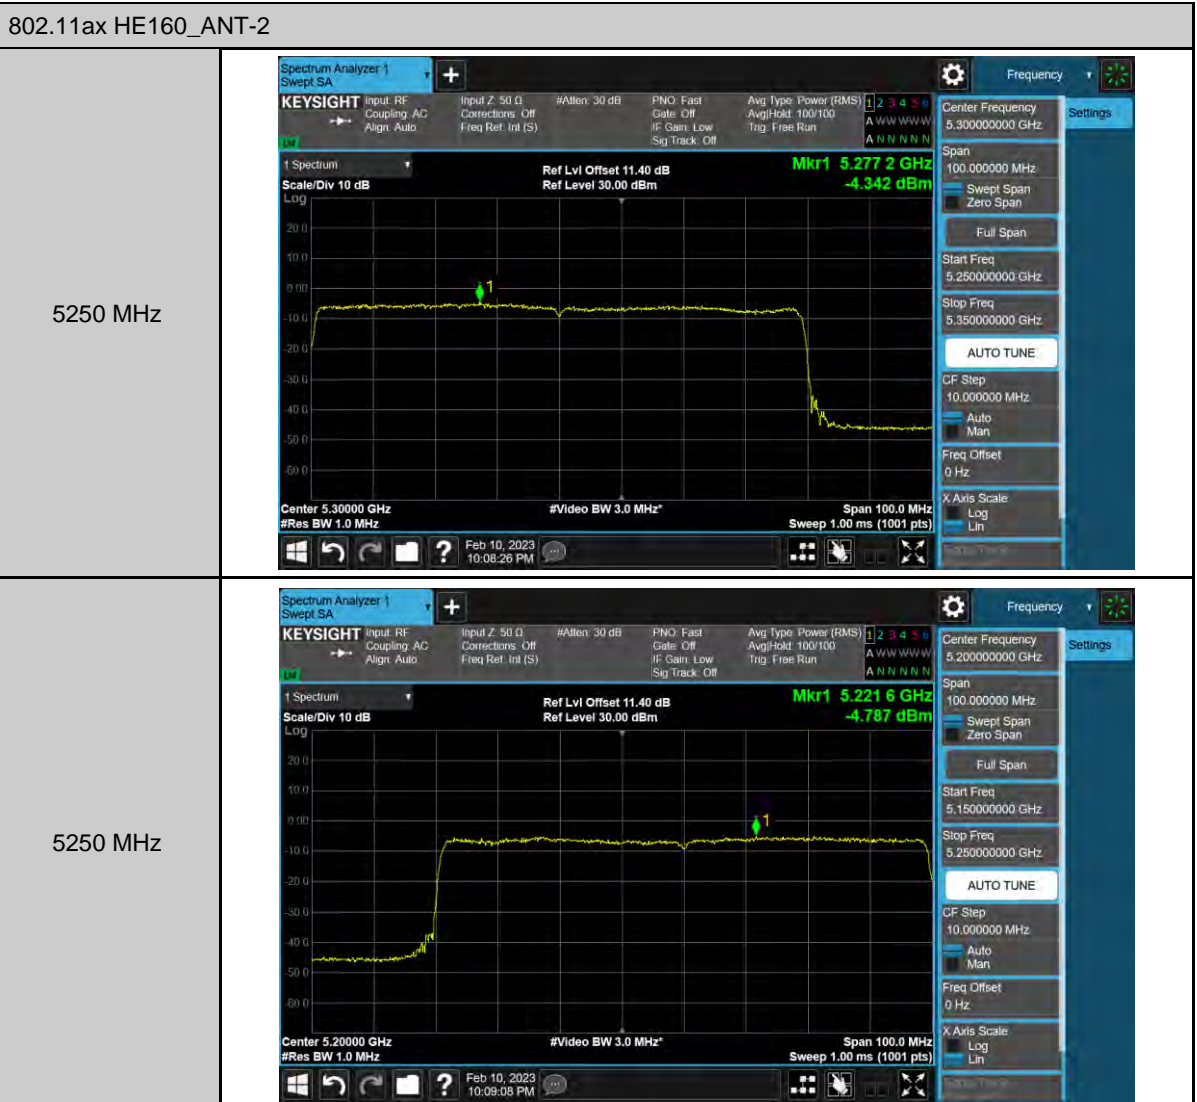 802.11ax HE160_ANT-2
5250 MHz
Spectrum Analyzer 1
Swept SA
+
Frequency
KEYSIGHT
Input: RF
Coupling: AC
Align: Auto
Input Z: 50 Ω
Corrections: Off
Freq Ref: Int (S)
#Atten: 30 dB
PNO: Fast
Gate: Off
IF Gain: Low
Sig Track: Off
Avg Type: Power (RMS)
Avg|Hold: 100/100
Trig: Free Run
1 2 3 4 5 6
A W W W W W
A N N N N N
1 Spectrum
Scale/Div 10 dB
Log
Ref Lvl Offset 11.40 dB
Ref Level 30.00 dBm
Mkr1 5.277 2 GHz
-4.342 dBm
20.0
10.0
0.00
-10.0
-20.0
-30.0
-40.0
-50.0
-60.0
1
Center 5.30000 GHz
#Res BW 1.0 MHz
#Video BW 3.0 MHz*
Span 100.0 MHz
Sweep 1.00 ms (1001 pts)
Feb 10, 2023
10:08:26 PM
?
Center Frequency
5.300000000 GHz
Settings
Span
100.000000 MHz
Swept Span
Zero Span
Full Span
Start Freq
5.250000000 GHz
Stop Freq
5.350000000 GHz
AUTO TUNE
CF Step
10.000000 MHz
Auto
Man
Freq Offset
0 Hz
X Axis Scale
Log
Lin
5250 MHz
Spectrum Analyzer 1
Swept SA
+
Frequency
KEYSIGHT
Input: RF
Coupling: AC
Align: Auto
Input Z: 50 Ω
Corrections: Off
Freq Ref: Int (S)
#Atten: 30 dB
PNO: Fast
Gate: Off
IF Gain: Low
Sig Track: Off
Avg Type: Power (RMS)
Avg|Hold: 100/100
Trig: Free Run
1 2 3 4 5 6
A W W W W W
A N N N N N
1 Spectrum
Scale/Div 10 dB
Log
Ref Lvl Offset 11.40 dB
Ref Level 30.00 dBm
Mkr1 5.221 6 GHz
-4.787 dBm
20.0
10.0
0.00
-10.0
-20.0
-30.0
-40.0
-50.0
-60.0
1
Center 5.20000 GHz
#Res BW 1.0 MHz
#Video BW 3.0 MHz*
Span 100.0 MHz
Sweep 1.00 ms (1001 pts)
Feb 10, 2023
10:09:08 PM
?
Center Frequency
5.200000000 GHz
Settings
Span
100.000000 MHz
Swept Span
Zero Span
Full Span
Start Freq
5.150000000 GHz
Stop Freq
5.250000000 GHz
AUTO TUNE
CF Step
10.000000 MHz
Auto
Man
Freq Offset
0 Hz
X Axis Scale
Log
Lin